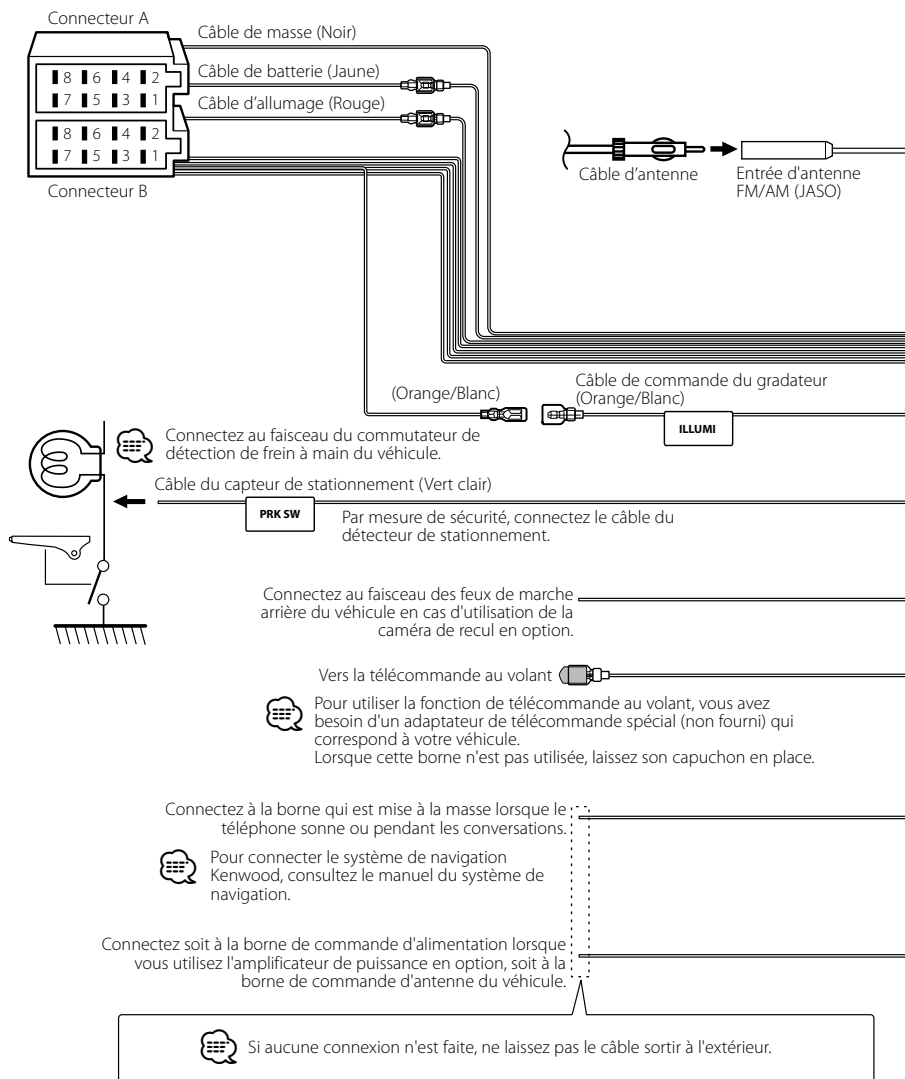 Connecteur A
Câble de masse (Noir)
Câble de batterie (Jaune)
Câble d'allumage (Rouge)
8 6 4 2
7 5 3 1
8 6 4 2
7 5 3 1
Connecteur B
Câble d'antenne
Entrée d'antenne
FM/AM (JASO)
(Orange/Blanc)
Câble de commande du gradateur
(Orange/Blanc)
ILLUMI
Connectez au faisceau du commutateur de
détection de frein à main du véhicule.
Câble du capteur de stationnement (Vert clair)
PRK SW
Par mesure de sécurité, connectez le câble du
détecteur de stationnement.
Connectez au faisceau des feux de marche
arrière du véhicule en cas d'utilisation de la
caméra de recul en option.
Vers la télécommande au volant
Pour utiliser la fonction de télécommande au volant, vous avez
besoin d'un adaptateur de télécommande spécial (non fourni) qui
correspond à votre véhicule.
Lorsque cette borne n'est pas utilisée, laissez son capuchon en place.
Connectez à la borne qui est mise à la masse lorsque le
téléphone sonne ou pendant les conversations.
Pour connecter le système de navigation
Kenwood, consultez le manuel du système de
navigation.
Connectez soit à la borne de commande d'alimentation lorsque
vous utilisez l'amplificateur de puissance en option, soit à la
borne de commande d'antenne du véhicule.
Si aucune connexion n'est faite, ne laissez pas le câble sortir à l'extérieur.